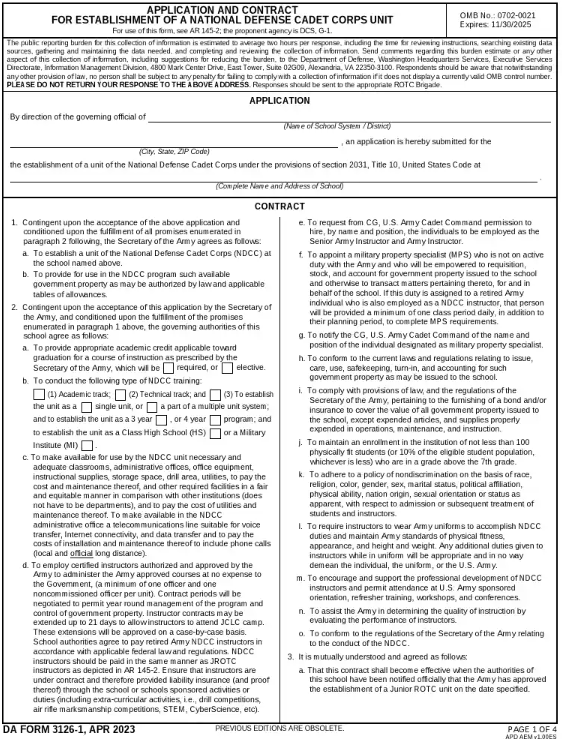 APPLICATION AND CONTRACT
FOR ESTABLISHMENT OF A NATIONAL DEFENSE CADET CORPS UNIT
For use of this form, see AR 145-2; the proponent agency is DCS, G-1.
OMB No.: 0702-0021
Expires: 11/30/2025
The public reporting burden for this collection of information is estimated to average two hours per response, including the time for reviewing instructions, searching existing data
sources, gathering and maintaining the data needed, and completing and reviewing the collection of information. Send comments regarding this burden estimate or any other
aspect of this collection of information, including suggestions for reducing the burden, to the Department of Defense, Washington Headquarters Services, Executive Services
Directorate, Information Management Division, 4800 Mark Center Drive, East Tower, Suite 02G09, Alexandria, VA 22350-3100. Respondents should be aware that notwithstanding
any other provision of law, no person shall be subject to any penalty for failing to comply with a collection of information if it does not display a currently valid OMB control number.
PLEASE DO NOT RETURN YOUR RESPONSE TO THE ABOVE ADDRESS. Responses should be sent to the appropriate ROTC Brigade.
APPLICATION
By direction of the governing official of
(Name of School System / District)
, an application is hereby submitted for the
(City, State, ZIP Code)
the establishment of a unit of the National Defense Cadet Corps under the provisions of section 2031, Title 10, United States Code at
.
(Complete Name and Address of School)
CONTRACT
1. Contingent upon the acceptance of the above application and
conditioned upon the fulfillment of all promises enumerated in
paragraph 2 following, the Secretary of the Army agrees as follows:
a. To establish a unit of the National Defense Cadet Corps (NDCC) at
the school named above.
b. To provide for use in the NDCC program such available
government property as may be authorized by law and applicable
tables of allowances.
2. Contingent upon the acceptance of this application by the Secretary of
the Army, and conditioned upon the fulfillment of the promises
enumerated in paragraph 1 above, the governing authorities of this
school agree as follows:
a. To provide appropriate academic credit applicable toward
graduation for a course of instruction as prescribed by the
Secretary of the Army, which will be required, or elective.
b. To conduct the following type of NDCC training:
(1) Academic track; (2) Technical track; and (3) To establish
the unit as a single unit, or a part of a multiple unit system;
and to establish the unit as a 3 year , or 4 year program; and
to establish the unit as a Class High School (HS) or a Military
Institute (MI) .
c. To make available for use by the NDCC unit necessary and
adequate classrooms, administrative offices, office equipment,
instructional supplies, storage space, drill area, utilities, to pay the
cost and maintenance thereof, and other required facilities in a fair
and equitable manner in comparison with other institutions (does
not have to be departments), and to pay the cost of utilities and
maintenance thereof. To make available in the NDCC
administrative office a telecommunications line suitable for voice
transfer, Internet connectivity, and data transfer and to pay the
costs of installation and maintenance thereof to include phone calls
(local and official long distance).
d. To employ certified instructors authorized and approved by the
Army to administer the Army approved courses at no expense to
the Government, (a minimum of one officer and one
noncommissioned officer per unit). Contract periods will be
negotiated to permit year round management of the program and
control of government property. Instructor contracts may be
extended up to 21 days to allow instructors to attend JCLC camp.
These extensions will be approved on a case-by-case basis.
School authorities agree to pay retired Army NDCC instructors in
accordance with applicable federal law and regulations. NDCC
instructors should be paid in the same manner as JROTC
instructors as depicted in AR 145-2. Ensure that instructors are
under contract and therefore provided liability insurance (and proof
thereof) through the school or schools sponsored activities or
duties (including extra-curricular activities, i.e., drill competitions,
air rifle marksmanship competitions, STEM, CyberScience, etc).
e. To request from CG, U.S. Army Cadet Command permission to
hire, by name and position, the individuals to be employed as the
Senior Army Instructor and Army Instructor.
f. To appoint a military property specialist (MPS) who is not on active
duty with the Army and who will be empowered to requisition,
stock, and account for government property issued to the school
and otherwise to transact matters pertaining thereto, for and in
behalf of the school. If this duty is assigned to a retired Army
individual who is also employed as a NDCC instructor, that person
will be provided a minimum of one class period daily, in addition to
their planning period, to complete MPS requirements.
g. To notify the CG, U.S. Army Cadet Command of the name and
position of the individual designated as military property specialist.
h. To conform to the current laws and regulations relating to issue,
care, use, safekeeping, turn-in, and accounting for such
government property as may be issued to the school.
i. To comply with provisions of law, and the regulations of the
Secretary of the Army, pertaining to the furnishing of a bond and/or
insurance to cover the value of all government property issued to
the school, except expended articles, and supplies properly
expended in operations, maintenance, and instruction.
j. To maintain an enrollment in the institution of not less than 100
physically fit students (or 10% of the eligible student population,
whichever is less) who are in a grade above the 7th grade.
k. To adhere to a policy of nondiscrimination on the basis of race,
religion, color, gender, sex, marital status, political affiliation,
physical ability, nation origin, sexual orientation or status as
apparent, with respect to admission or subsequent treatment of
students and instructors.
l. To require instructors to wear Army uniforms to accomplish NDCC
duties and maintain Army standards of physical fitness,
appearance, and height and weight. Any additional duties given to
instructors while in uniform will be appropriate and in no way
demean the individual, the uniform, or the U.S. Army.
m. To encourage and support the professional development of NDCC
instructors and permit attendance at U.S. Army sponsored
orientation, refresher training, workshops, and conferences.
n. To assist the Army in determining the quality of instruction by
evaluating the performance of instructors.
o. To conform to the regulations of the Secretary of the Army relating
to the conduct of the NDCC.
3. It is mutually understood and agreed as follows:
a. That this contract shall become effective when the authorities of
this school have been notified officially that the Army has approved
the establishment of a Junior ROTC unit on the date specified.
DA FORM 3126-1, APR 2023
PREVIOUS EDITIONS ARE OBSOLETE.
PAGE 1 OF 4
APD AEM v1.00ES